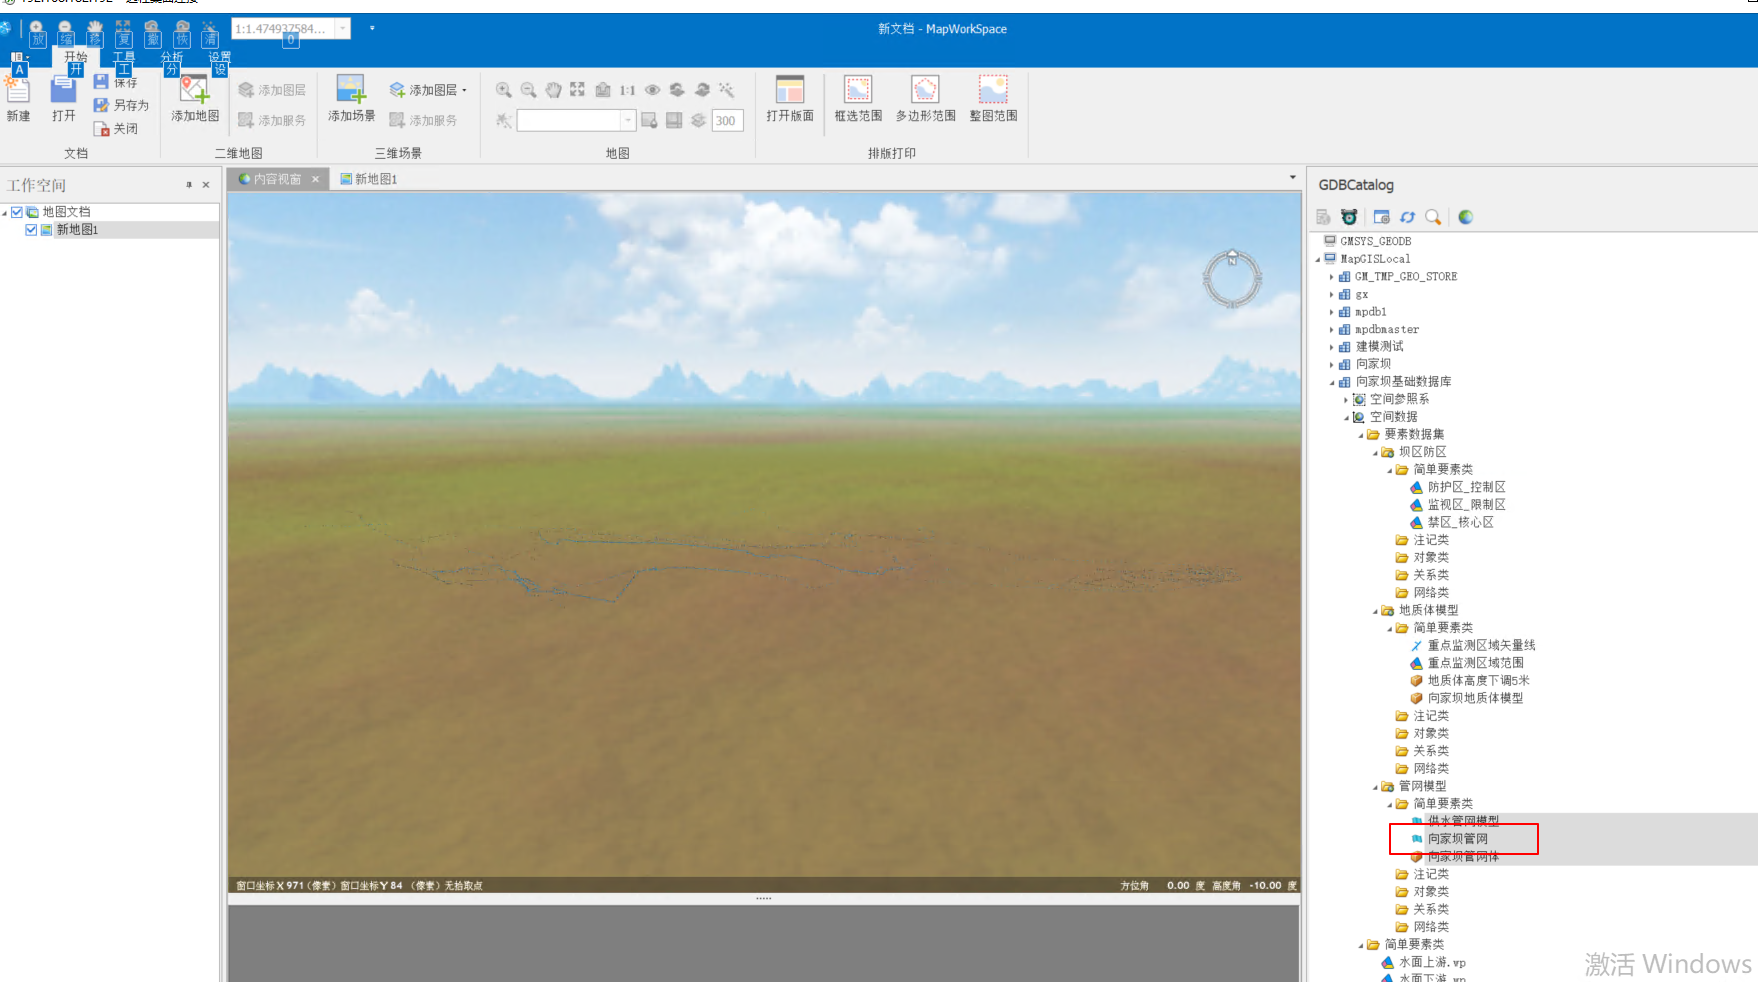 新文档 - MapWorkSpace
1:1.474937584...
放 缩 移 复 撤 恢 清 0
开始 工具 分析 设置
A 开 工 分 设
新建
打开
保存
另存为
关闭
文档
添加地图
添加图层
添加服务
二维地图
添加场景
添加图层
添加服务
三维场景
1:1
300
地图
打开版面
框选范围
多边形范围
整图范围
排版打印
工作空间
地图文档
新地图1
内容视窗
新地图1
N
窗口坐标X 971 (像素) 窗口坐标Y 84 (像素) 无拾取点
方位角 0.00 度 高度角 -10.00 度
GDBCatalog
GMSYS_GEODB
MapGISLocal
GM_TMP_GEO_STORE
gx
mpdb1
mpdbmaster
建模测试
向家坝
向家坝基础数据库
空间参照系
空间数据
要素数据集
坝区防区
简单要素类
防护区_控制区
监视区_限制区
禁区_核心区
注记类
对象类
关系类
网络类
地质体模型
简单要素类
重点监测区域矢量线
重点监测区域范围
地质体高度下调5米
向家坝地质体模型
注记类
对象类
关系类
网络类
管网模型
简单要素类
供水管网模型
向家坝管网
向家坝管网体
注记类
对象类
关系类
网络类
简单要素类
水面上游.wp
水面下游.wp
激活 Windows